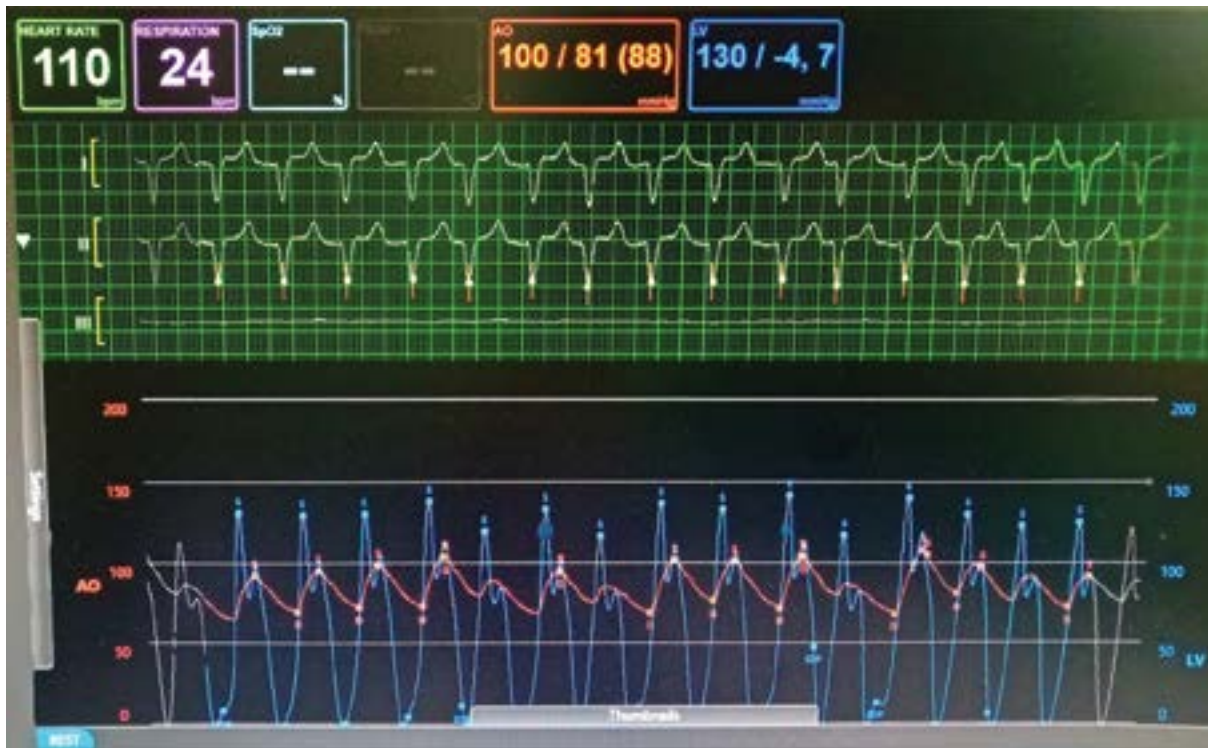 HEART RATE
110
bpm
RESPIRATION
24
bpm
SpO2
--
%
--
AO
100 / 81 (88)
mmHg
LV
130 / -4, 7
mmHg
I
II
III
Settings
200
150
100
50
0
AO
200
150
100
50
0
LV
Thumbnails
REST